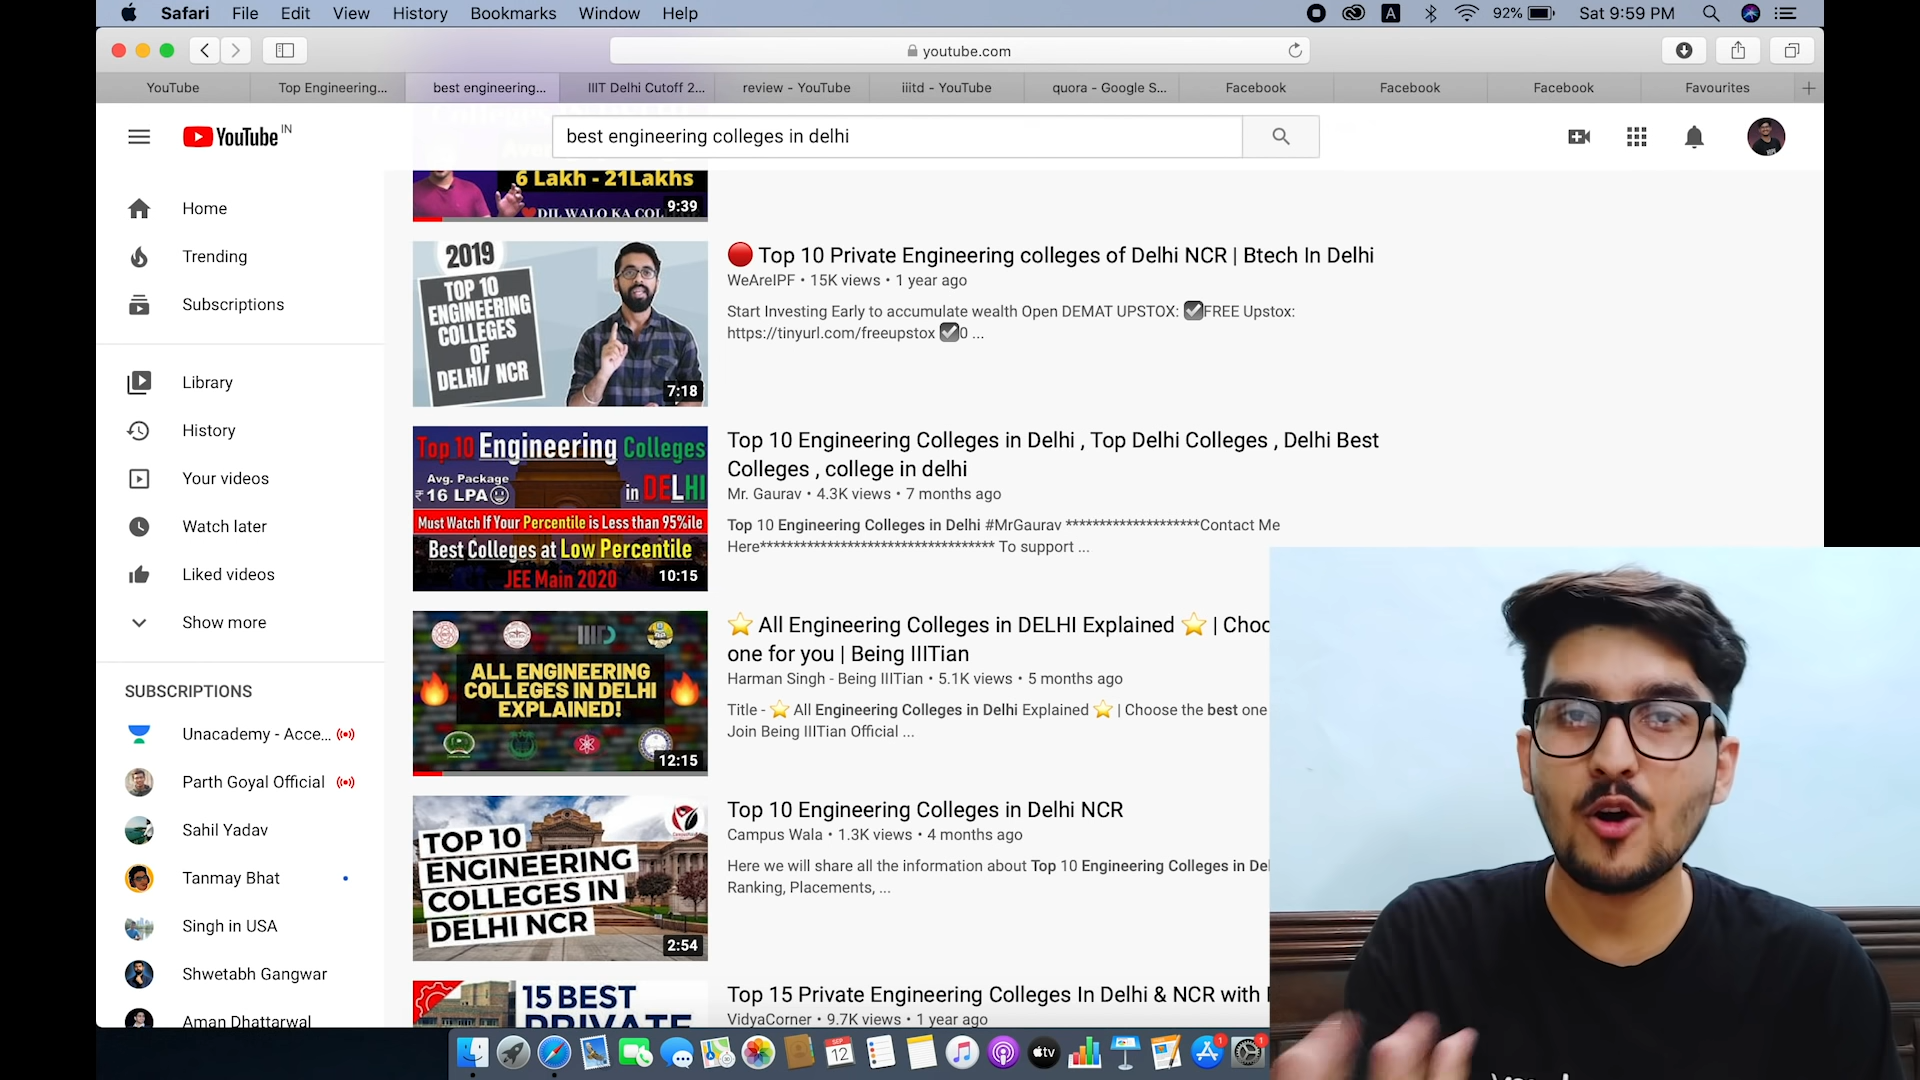 Safari File Edit View History Bookmarks Window Help
A 92% Sat 9:59 PM
youtube.com
YouTube
Top Engineering...
best engineering...
IIIT Delhi Cutoff 2...
review - YouTube
iiitd - YouTube
quora - Google S...
Facebook
Facebook
Facebook
Favourites
YouTube IN
best engineering colleges in delhi
Home
Trending
Subscriptions
Library
History
Your videos
Watch later
Liked videos
Show more
SUBSCRIPTIONS
Unacademy - Acce...
Parth Goyal Official
Sahil Yadav
Tanmay Bhat
Singh in USA
Shwetabh Gangwar
Aman Dhattarwal
6 Lakh - 21Lakhs
DIL WALO KA COL
9:39
2019
TOP 10
ENGINEERING
COLLEGES
OF
DELHI/ NCR
7:18
🔴 Top 10 Private Engineering colleges of Delhi NCR | Btech In Delhi
WeAreIPF • 15K views • 1 year ago
Start Investing Early to accumulate wealth Open DEMAT UPSTOX: ☑FREE Upstox:
https://tinyurl.com/freeupstox ☑0 ...
Top 10 Engineering Colleges
Avg. Package
₹16 LPA
in DELHI
Must Watch If Your Percentile is Less than 95%ile
Best Colleges at Low Percentile
JEE Main 2020
10:15
Top 10 Engineering Colleges in Delhi , Top Delhi Colleges , Delhi Best
Colleges , college in delhi
Mr. Gaurav • 4.3K views • 7 months ago
Top 10 Engineering Colleges in Delhi #MrGaurav ********************Contact Me
Here*********************************** To support ...
IIID
ALL ENGINEERING
COLLEGES IN DELHI
EXPLAINED!
12:15
⭐ All Engineering Colleges in DELHI Explained ⭐ | Choo
one for you | Being IIITian
Harman Singh - Being IIITian • 5.1K views • 5 months ago
Title - ⭐ All Engineering Colleges in Delhi Explained ⭐ | Choose the best one
Join Being IIITian Official ...
TOP 10
ENGINEERING
COLLEGES IN
DELHI NCR
2:54
Top 10 Engineering Colleges in Delhi NCR
Campus Wala • 1.3K views • 4 months ago
Here we will share all the information about Top 10 Engineering Colleges in Del
Ranking, Placements, ...
15 BEST
PRIVATE
Top 15 Private Engineering Colleges In Delhi & NCR with
VidyaCorner • 9.7K views • 1 year ago
SEP
12
tv
1
1